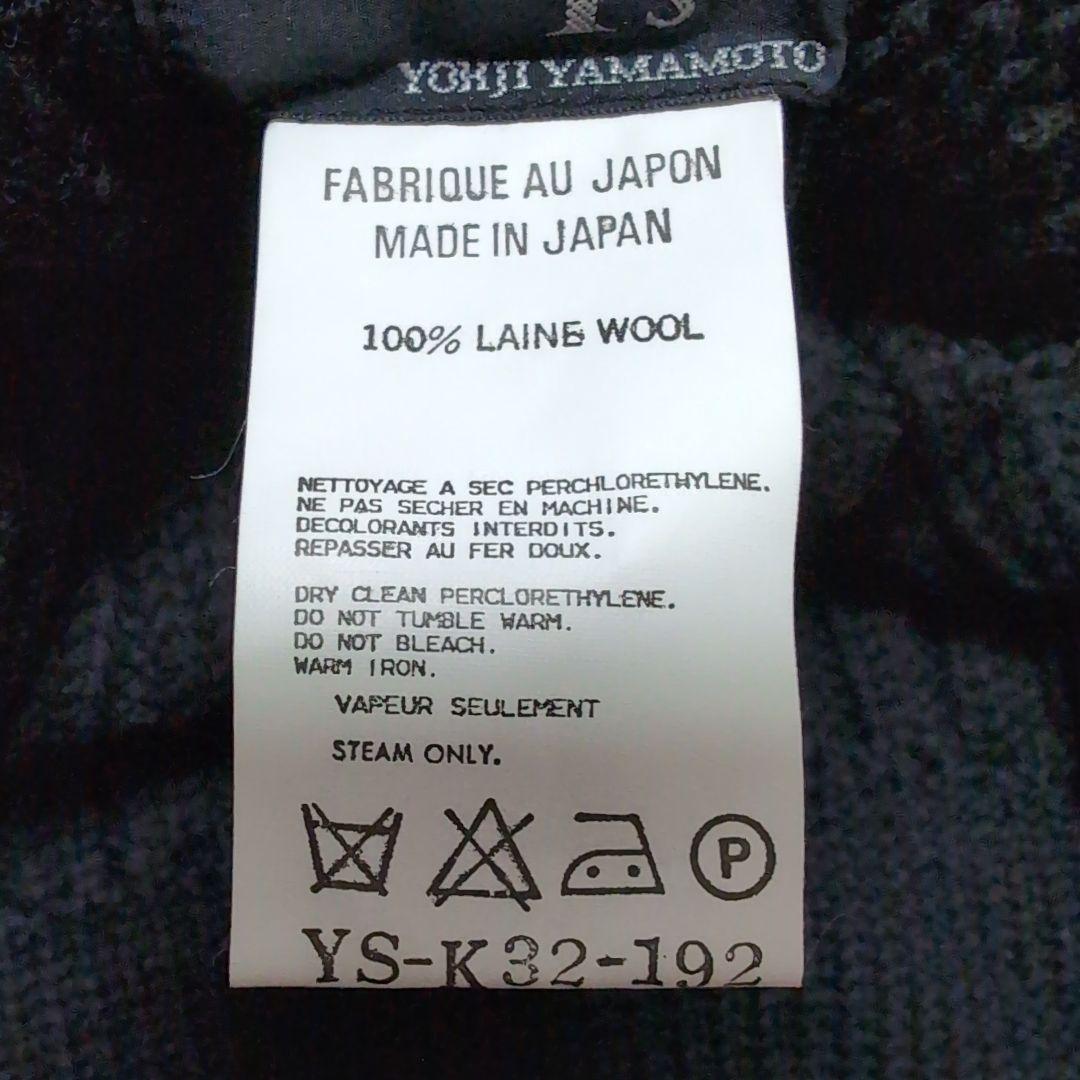 Y's
YOHJI YAMAMOTO
FABRIQUE AU JAPON
MADE IN JAPAN
100% LAINE WOOL
NETTOYAGE A SEC PERCHLORETHYLENE.
NE PAS SECHER EN MACHINE.
DECOLORANTS INTERDITS.
REPASSER AU FER DOUX.
DRY CLEAN PERCLORETHYLENE.
DO NOT TUMBLE WARM.
DO NOT BLEACH.
WARM IRON.
VAPEUR SEULEMENT
STEAM ONLY.
P
YS-K32-192